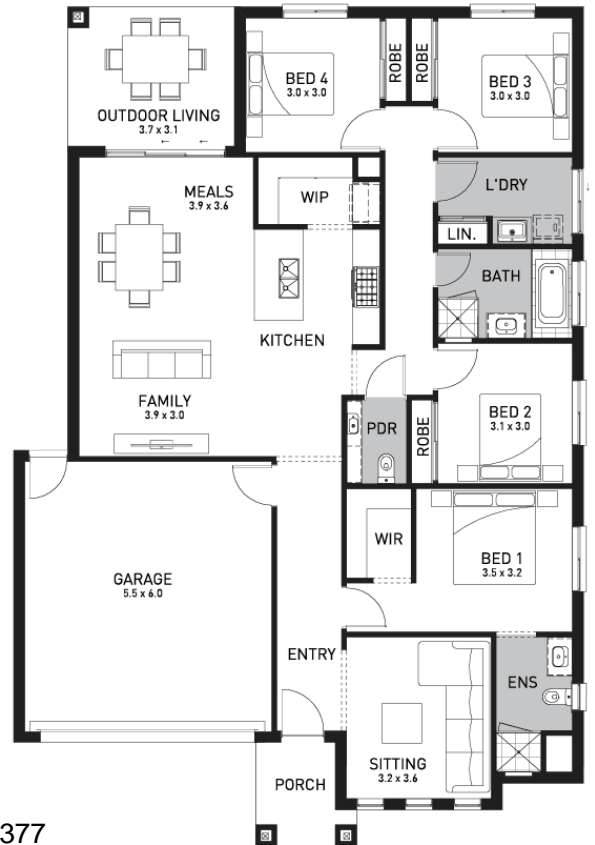 BED 4
3.0 x 3.0
ROBE
ROBE
BED 3
3.0 x 3.0
OUTDOOR LIVING
3.7 x 3.1
MEALS
3.9 x 3.6
WIP
L'DRY
LIN.
BATH
KITCHEN
FAMILY
3.9 x 3.0
PDR
ROBE
BED 2
3.1 x 3.0
WIR
BED 1
3.5 x 3.2
GARAGE
5.5 x 6.0
ENTRY
ENS
SITTING
3.2 x 3.6
PORCH
377